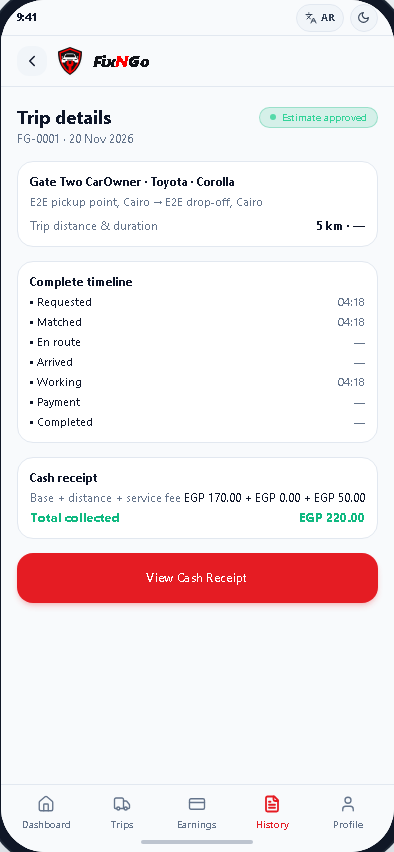 9:41
AR
FixNGo
Trip details
Estimate approved
FG-0001 · 20 Nov 2026
Gate Two CarOwner · Toyota · Corolla
E2E pickup point, Cairo → E2E drop-off, Cairo
Trip distance & duration 5 km · —
Complete timeline
• Requested 04:18
• Matched 04:18
• En route —
• Arrived —
• Working 04:18
• Payment —
• Completed —
Cash receipt
Base + distance + service fee EGP 170.00 + EGP 0.00 + EGP 50.00
Total collected EGP 220.00
View Cash Receipt
Dashboard Trips Earnings History Profile